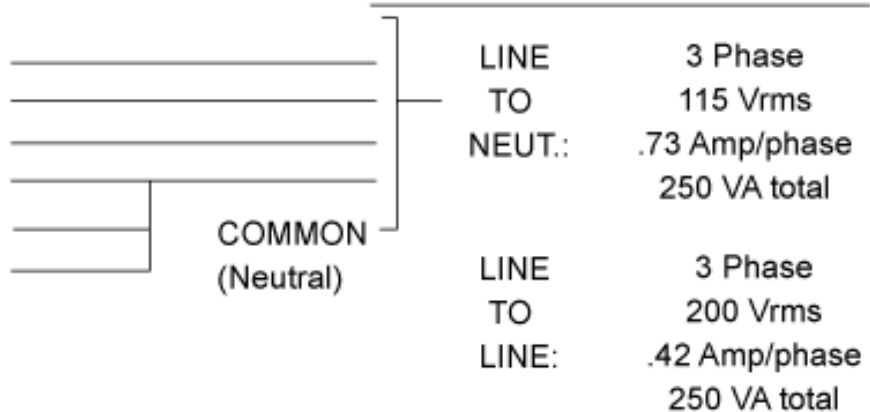 LINE 3 Phase
TO 115 Vrms
NEUT.: .73 Amp/phase
250 VA total
COMMON
(Neutral)
LINE 3 Phase
TO 200 Vrms
LINE: .42 Amp/phase
250 VA total